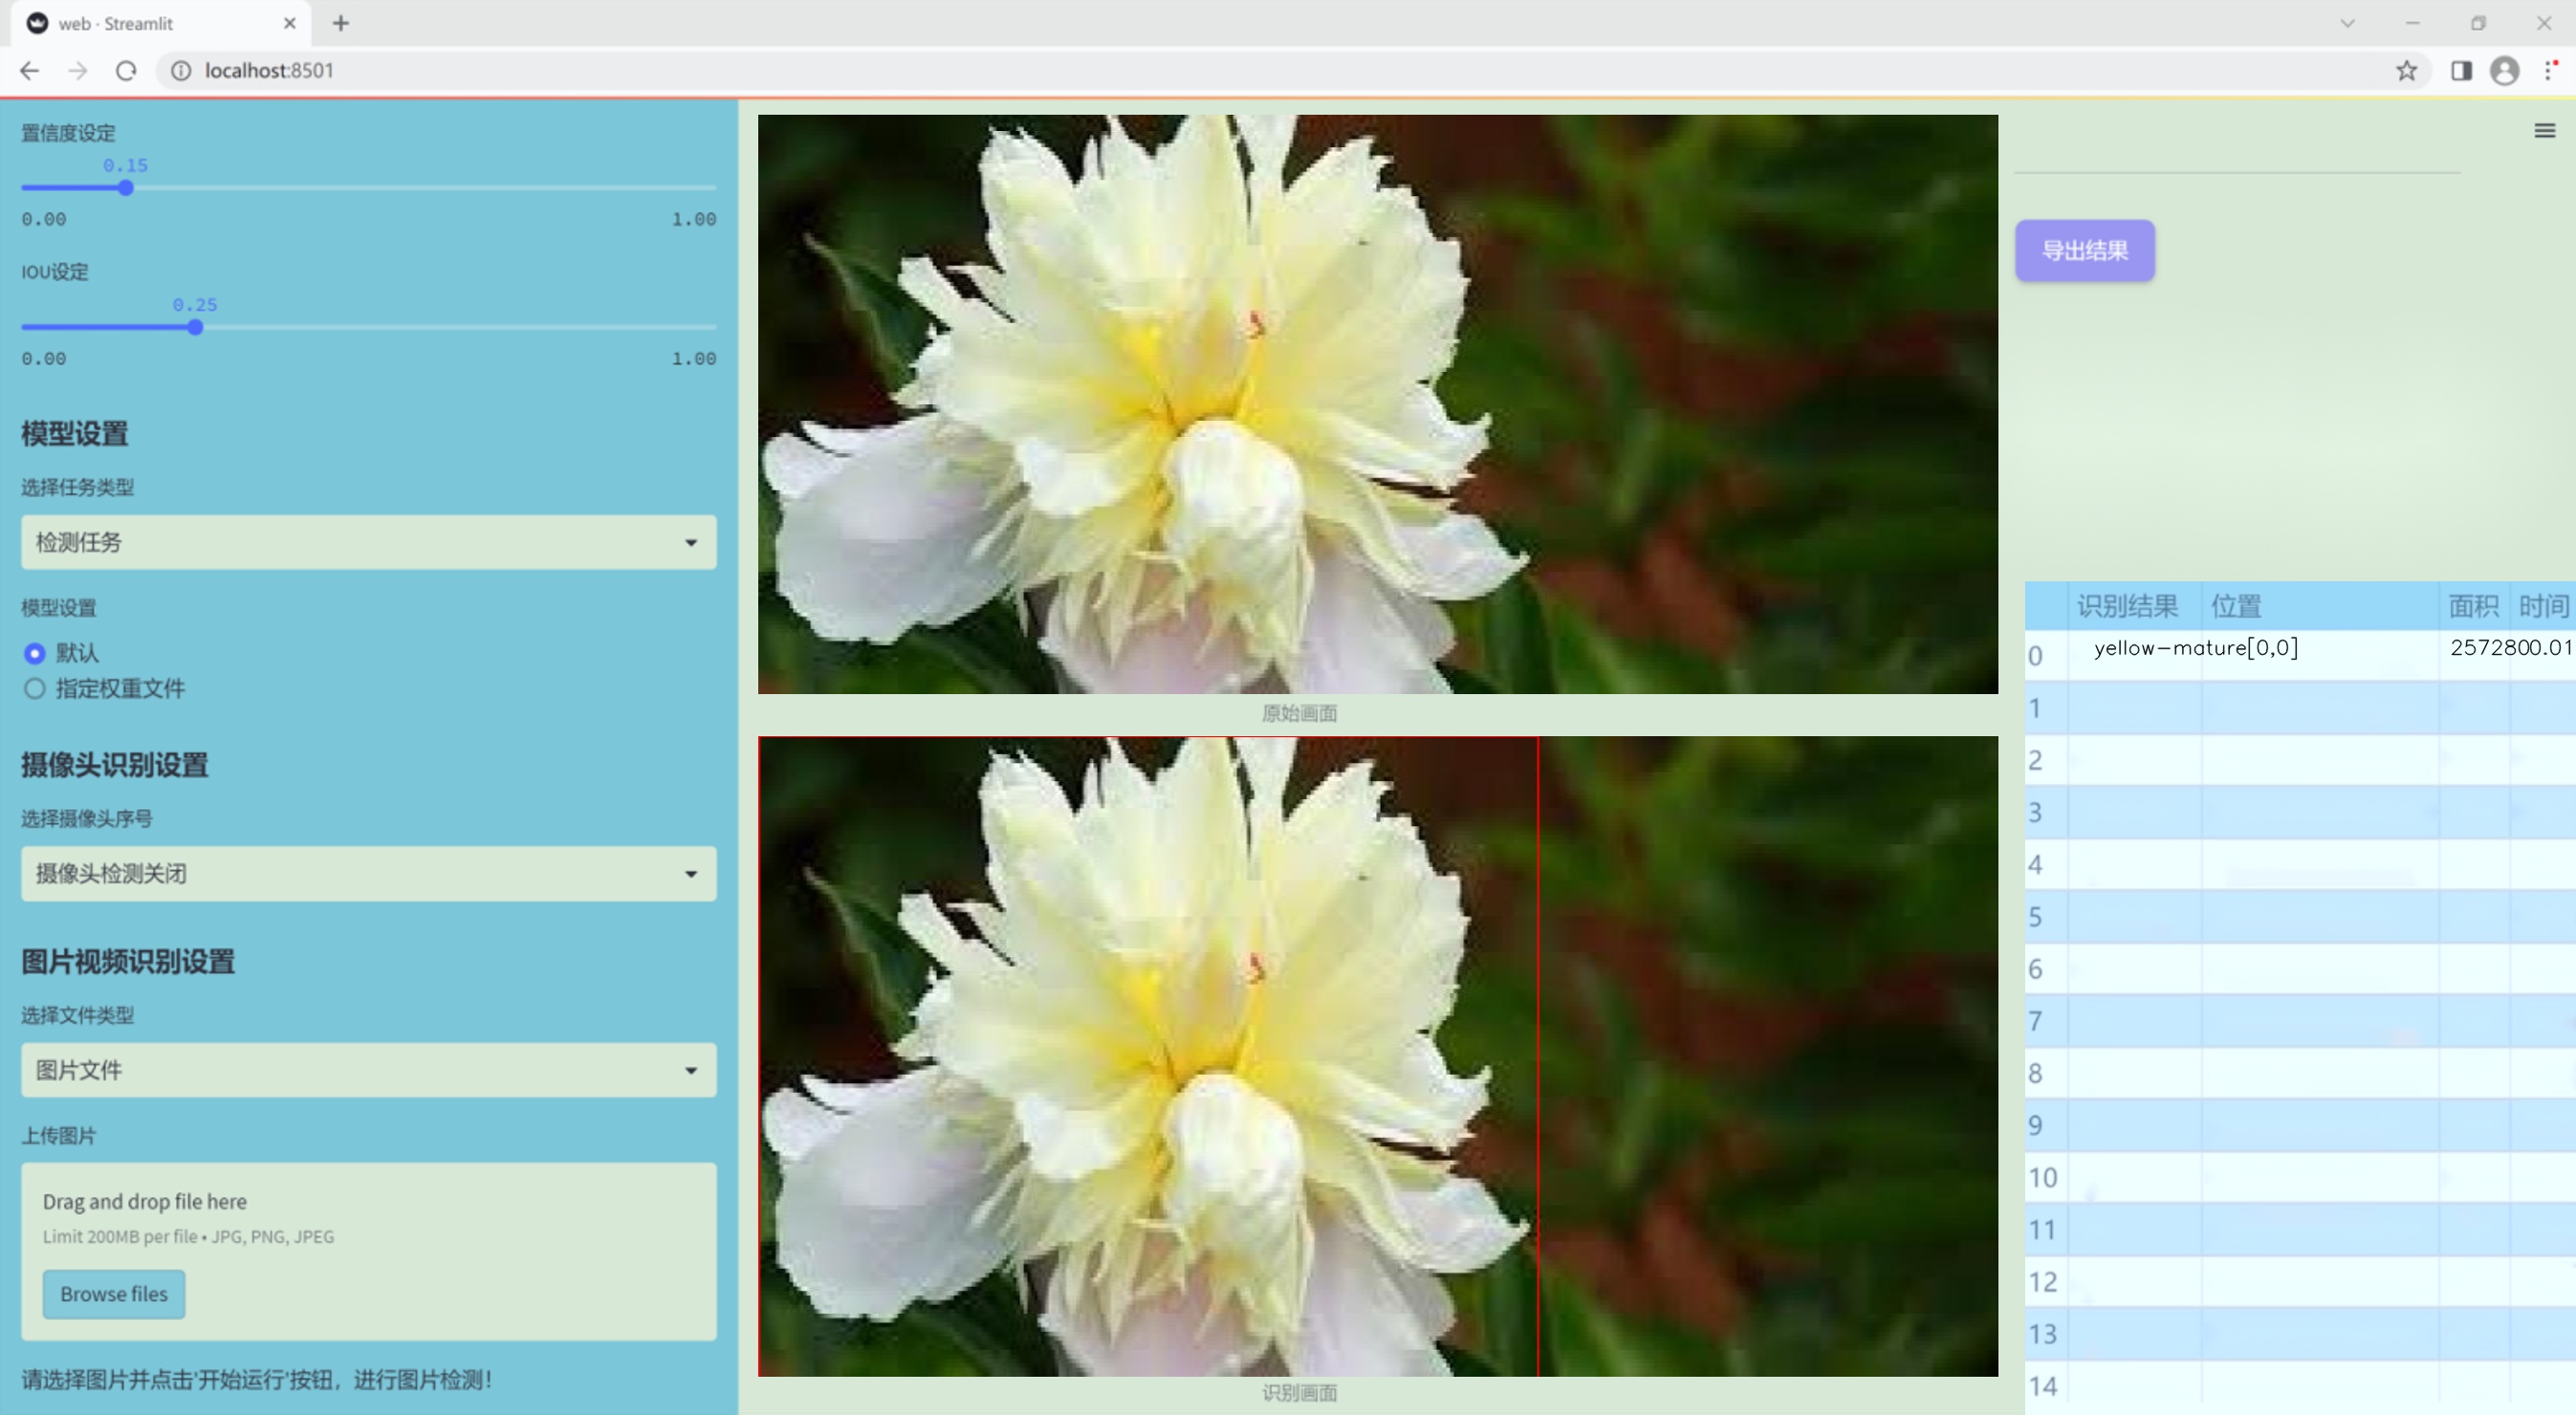 web · Streamlit
localhost:8501
置信度设定
0.15
0.00 1.00
IOU设定
0.25
0.00 1.00
模型设置
选择任务类型
检测任务
模型设置
默认
指定权重文件
摄像头识别设置
选择摄像头序号
摄像头检测关闭
图片视频识别设置
选择文件类型
图片文件
上传图片
Drag and drop file here
Limit 200MB per file • JPG, PNG, JPEG
Browse files
请选择图片并点击'开始运行'按钮，进行图片检测！
原始画面
识别画面
导出结果
识别结果 位置 面积 时间
0 yellow-mature[0,0] 2572800.01
1
2
3
4
5
6
7
8
9
10
11
12
13
14